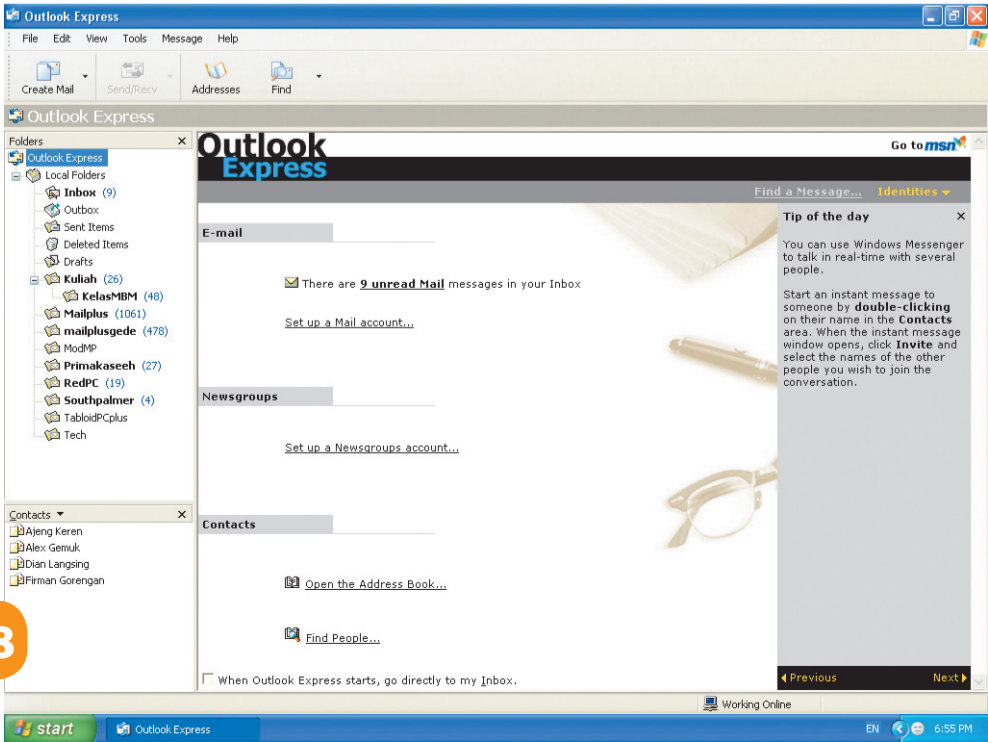 Outlook Express
File Edit View Tools Message Help
Create Mail Send/Recv Addresses Find
Outlook Express
Folders
Outlook Express
Local Folders
Inbox (9)
Outbox
Sent Items
Deleted Items
Drafts
Kuliah (26)
KelasMBM (48)
Mailplus (1061)
mailplusgede (478)
ModMP
Primakaseeh (27)
RedPC (19)
Southpalmer (4)
TabloidPCplus
Tech
Contacts
Ajeng Keren
Alex Gemuk
Dian Langsing
Firman Gorengan
Outlook
Express
Go to msn
Find a Message... Identities
E-mail
There are 9 unread Mail messages in your Inbox
Set up a Mail account...
Newsgroups
Set up a Newsgroups account...
Contacts
Open the Address Book...
Find People...
When Outlook Express starts, go directly to my Inbox.
Tip of the day
You can use Windows Messenger
to talk in real-time with several
people.
Start an instant message to
someone by double-clicking
on their name in the Contacts
area. When the instant message
window opens, click Invite and
select the names of the other
people you wish to join the
conversation.
Previous Next
Working Online
start Outlook Express EN 6:55 PM